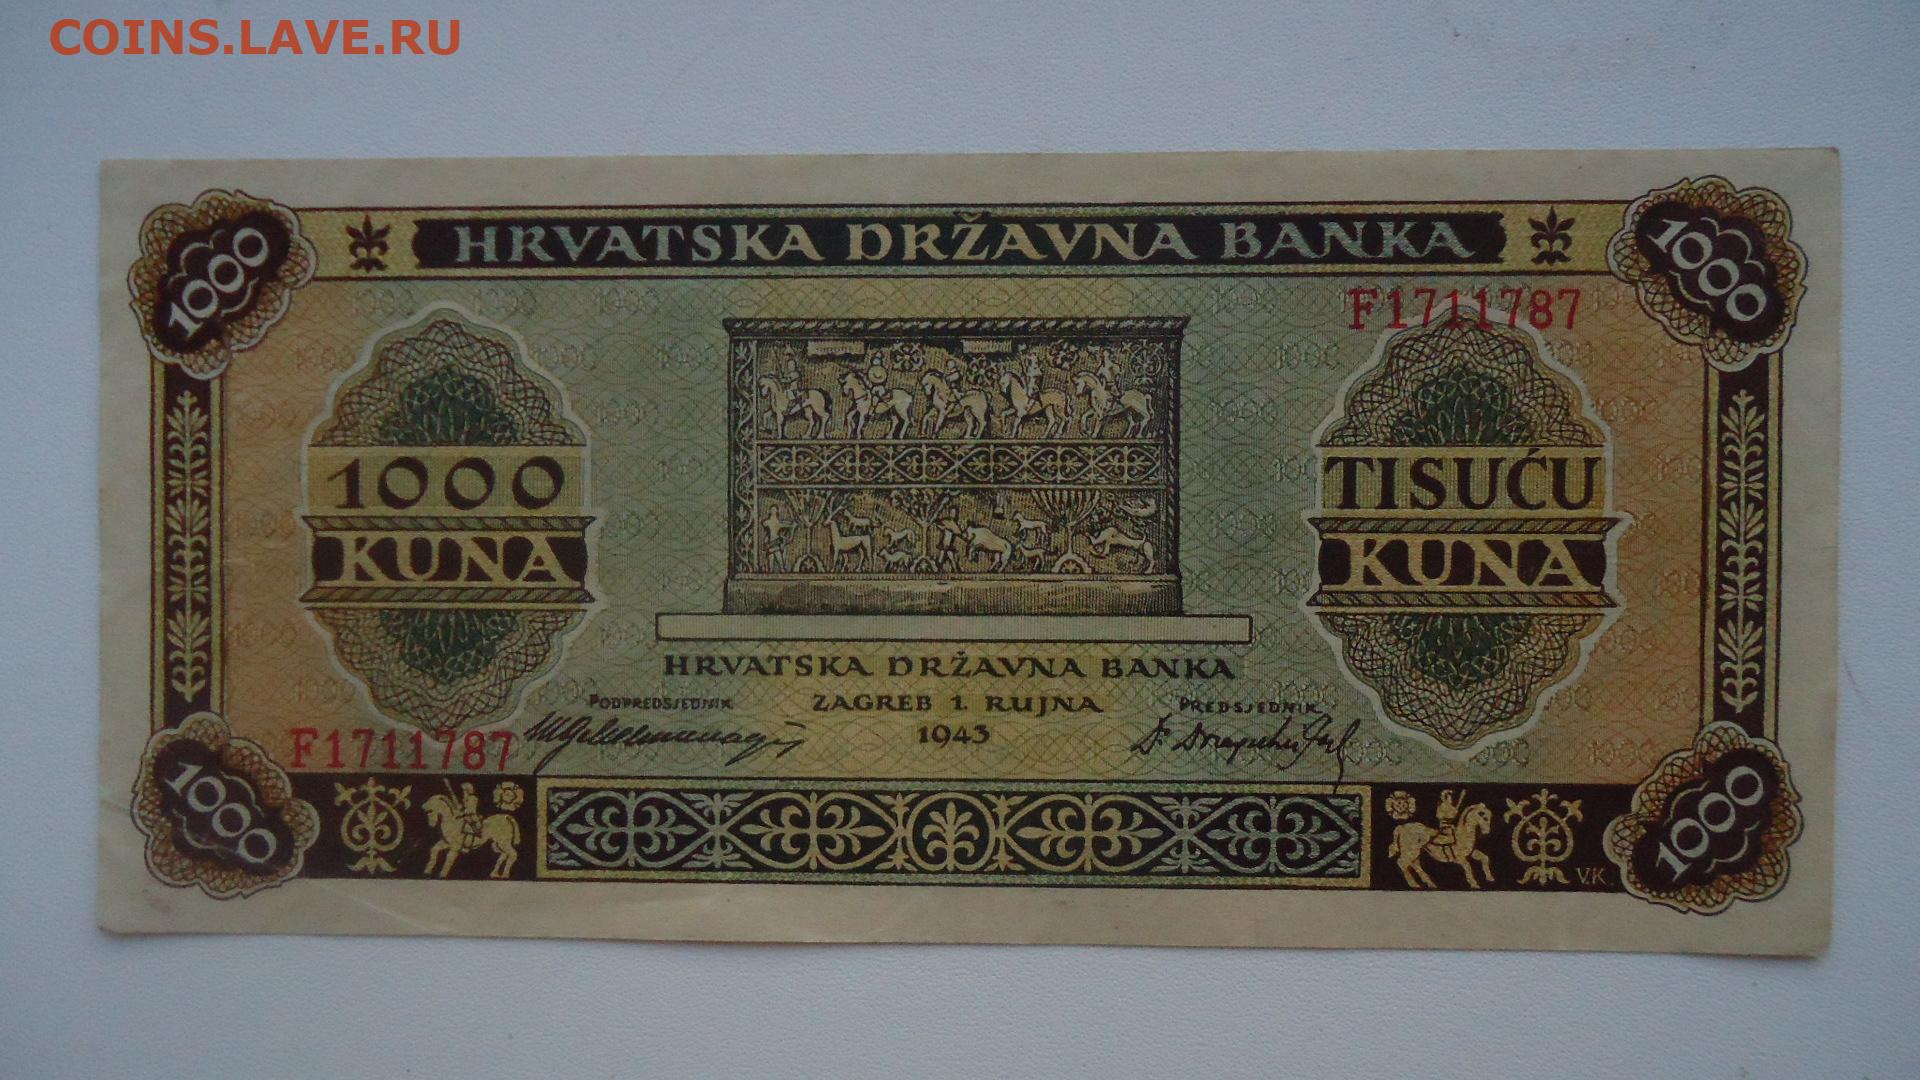 COINS.LAVE.RU
1000
HRVATSKA DRŽAVNA BANKA
1000
F1711787
1000
KUNA
TISUĆU
KUNA
HRVATSKA DRŽAVNA BANKA
PODPREDSJEDNIK
ZAGREB 1. RUJNA
PREDSJEDNIK
1943
F1711787
1000
V.K.
1000